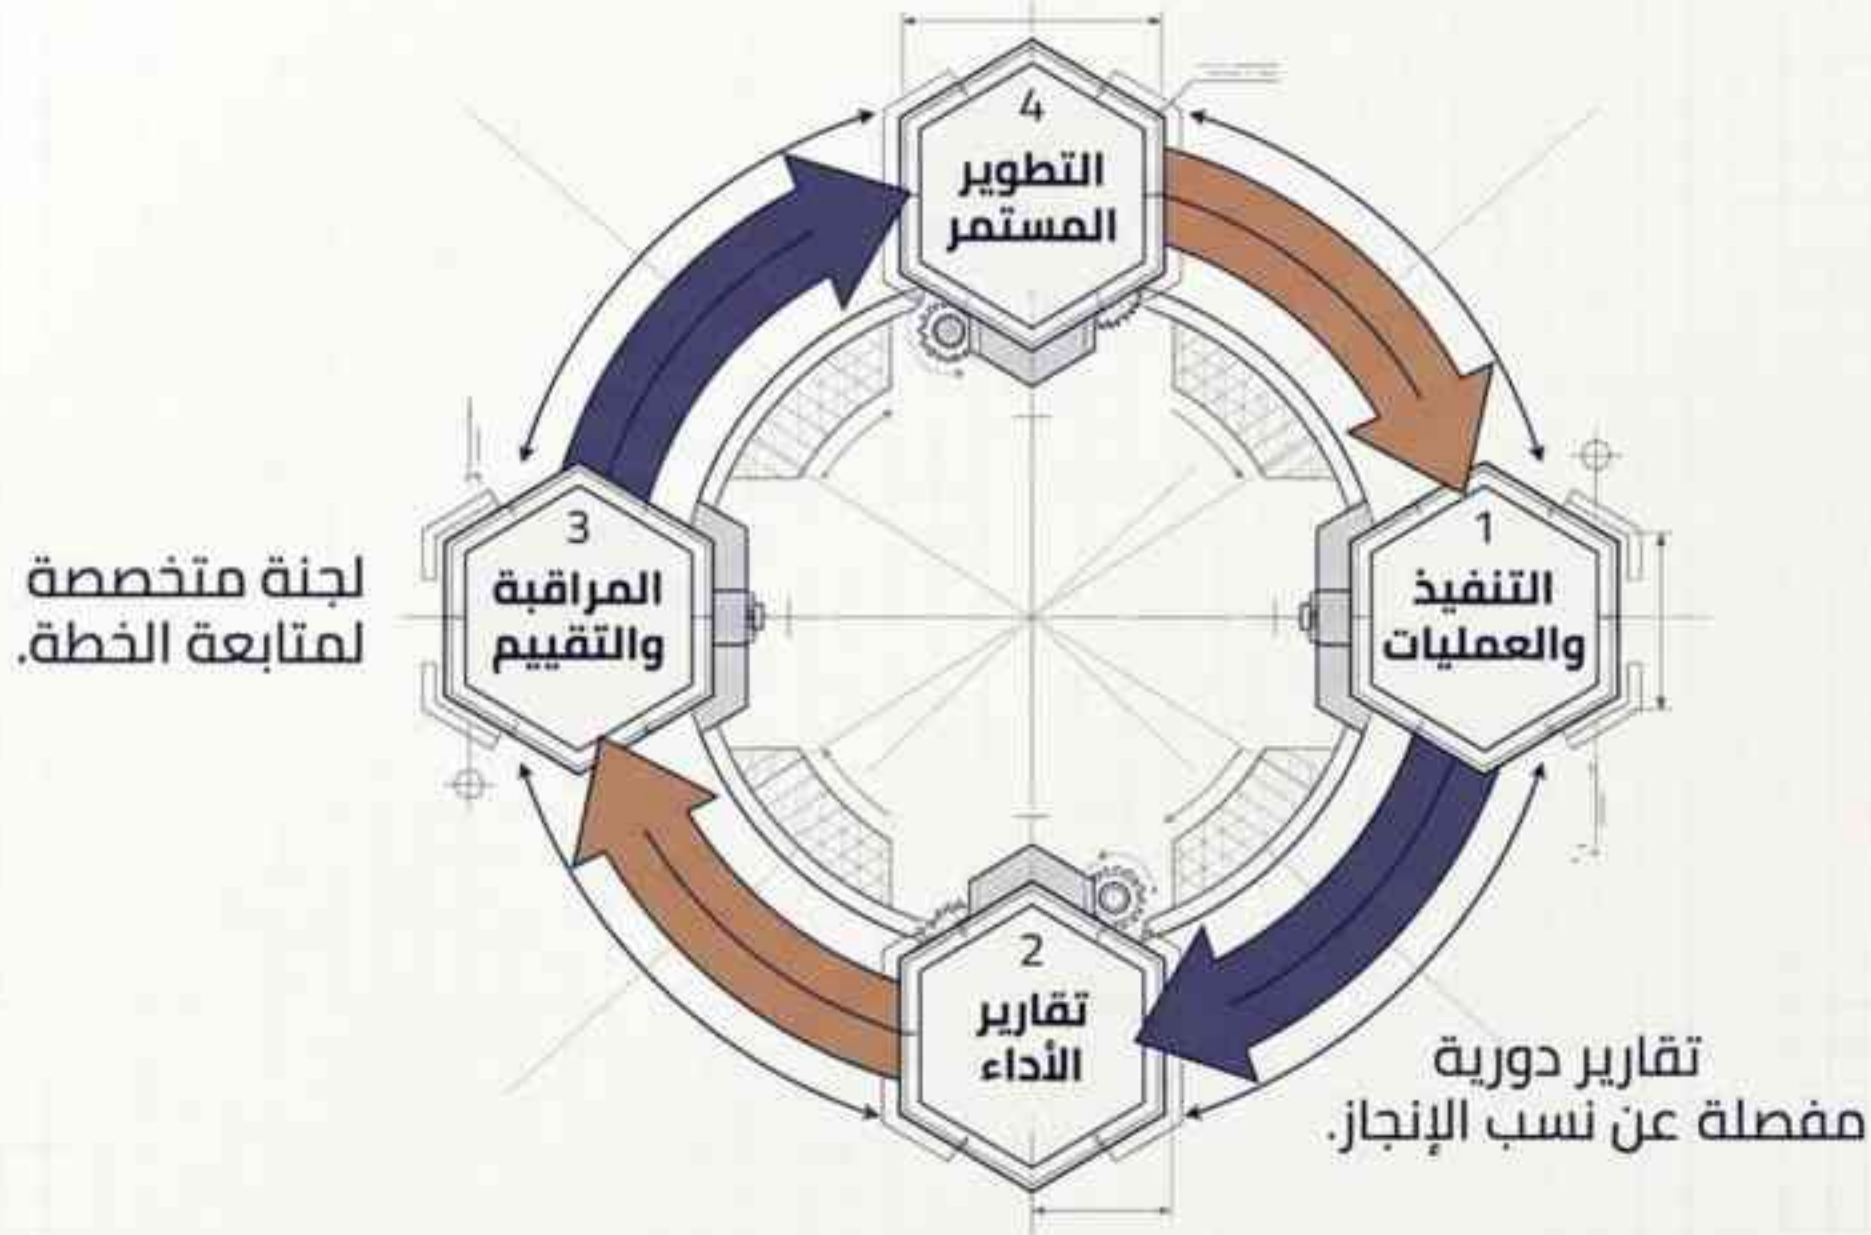 4
التطوير
المستمر
1
التنفيذ
والعمليات
3
المراقبة
والتقييم
لجنة متخصصة
لمتابعة الخطة.
2
تقارير
الأداء
تقارير دورية
مفصلة عن نسب الإنجاز.